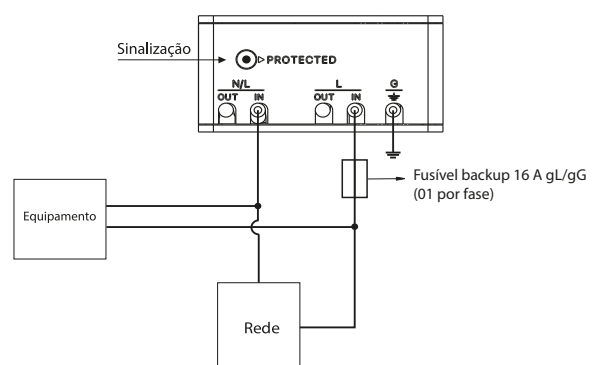 Sinalização
PROTECTED
N/L
L
G
OUT
IN
OUT
IN
Fusível backup 16 A gL/gG
(01 por fase)
Equipamento
Rede